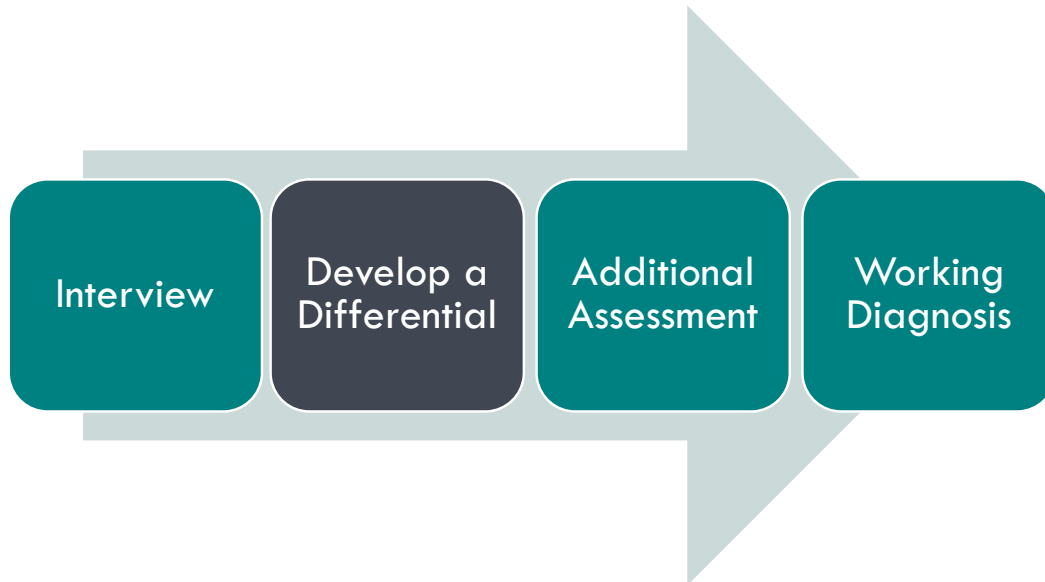 Interview
Develop a
Differential
Additional
Assessment
Working
Diagnosis